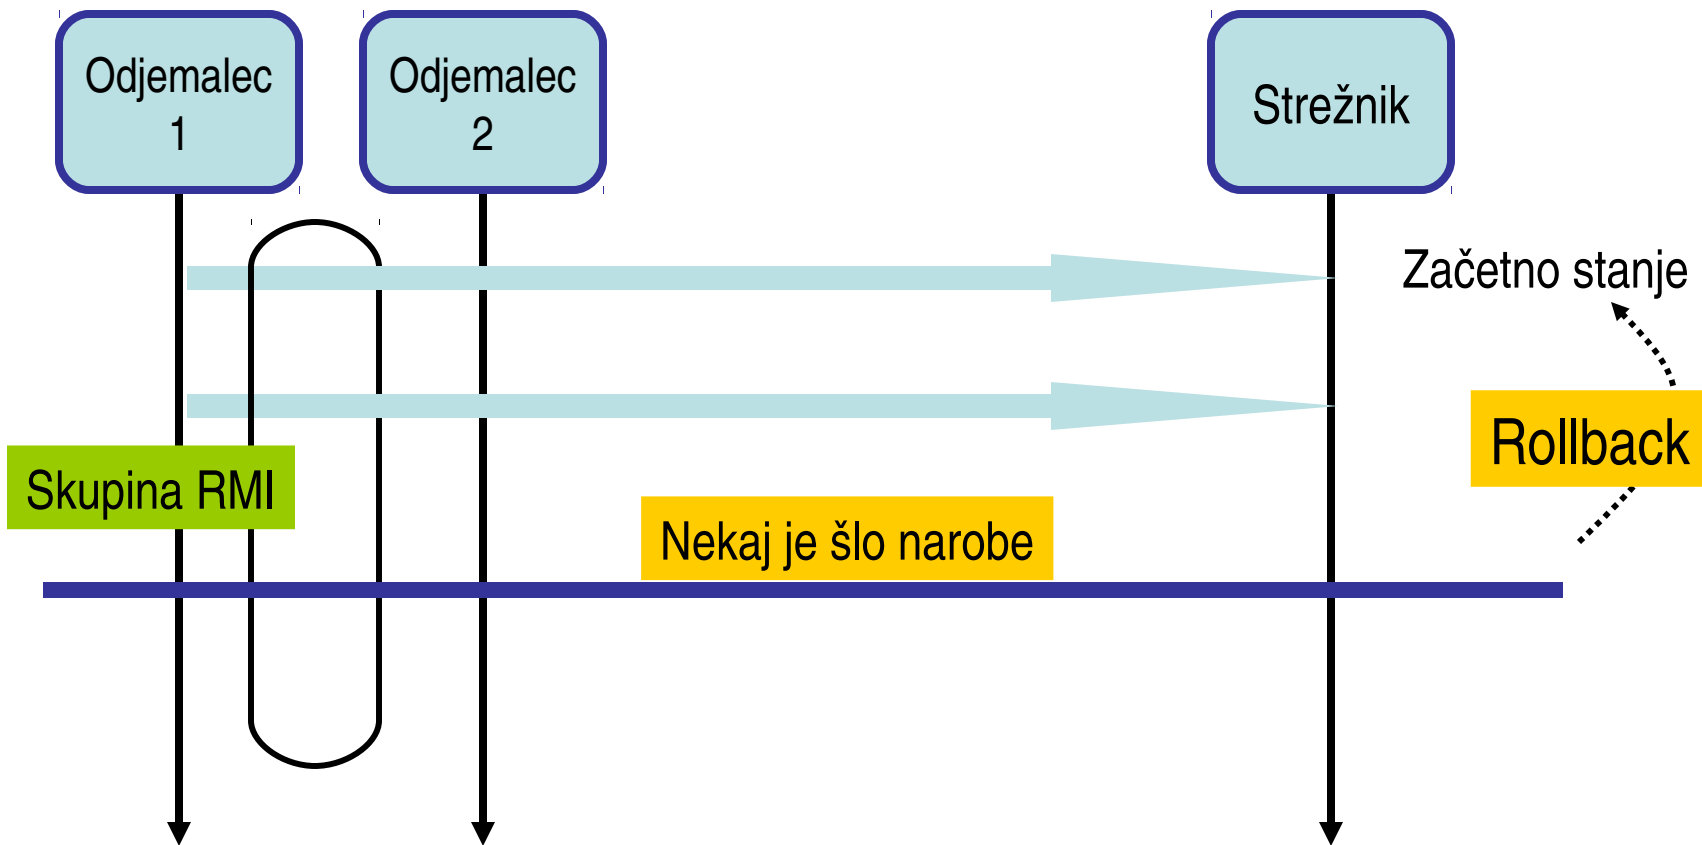 Odjemalec
1
Odjemalec
2
Strežnik
Začetno stanje
Rollback
Skupina RMI
Nekaj je šlo narobe